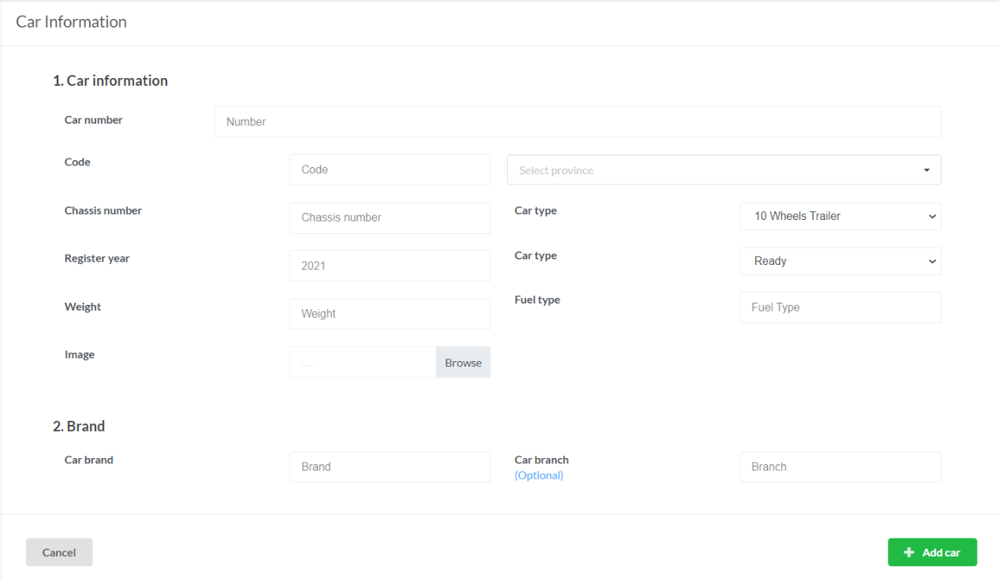 Car Information
1. Car information
Car number
Number
Code
Code
Select province
Chassis number
Chassis number
Car type
10 Wheels Trailer
Register year
2021
Car type
Ready
Weight
Weight
Fuel type
Fuel Type
Image
....
Browse
2. Brand
Car brand
Brand
Car branch
(Optional)
Branch
Cancel
Add car